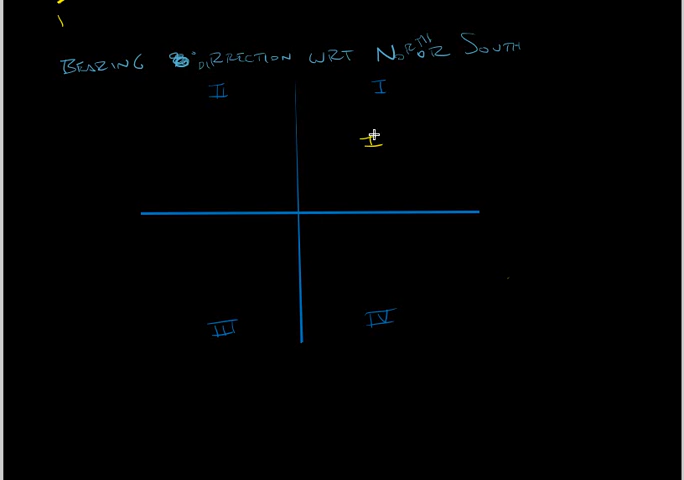 BEARING : DIRECTION WRT NORTH OR SOUTH
II I
I
III IV